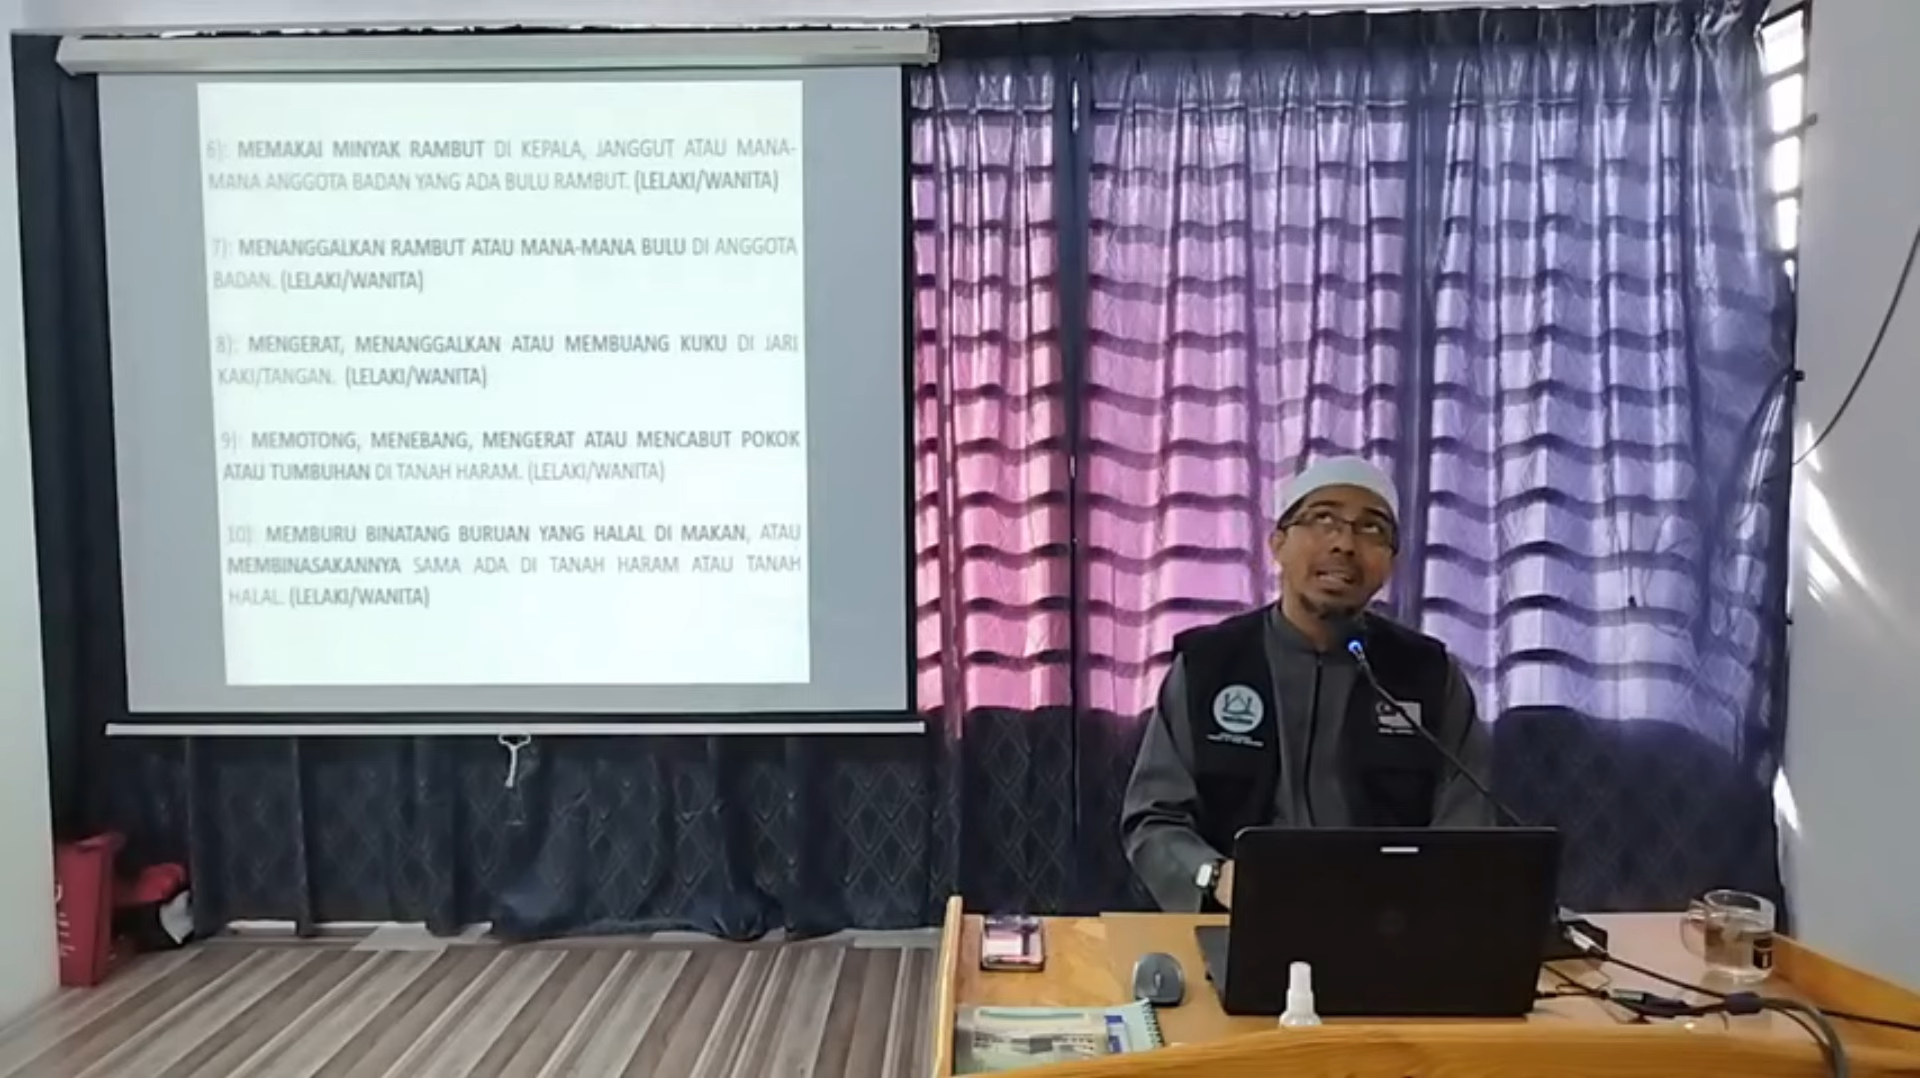 6): MEMAKAI MINYAK RAMBUT DI KEPALA, JANGGUT ATAU MANA-
MANA ANGGOTA BADAN YANG ADA BULU RAMBUT. (LELAKI/WANITA)
7): MENANGGALKAN RAMBUT ATAU MANA-MANA BULU DI ANGGOTA
BADAN. (LELAKI/WANITA)
8): MENGERAT, MENANGGALKAN ATAU MEMBUANG KUKU DI JARI
KAKI/TANGAN. (LELAKI/WANITA)
9): MEMOTONG, MENEBANG, MENGERAT ATAU MENCABUT POKOK
ATAU TUMBUHAN DI TANAH HARAM. (LELAKI/WANITA)
10): MEMBURU BINATANG BURUAN YANG HALAL DI MAKAN, ATAU
MEMBINASAKANNYA SAMA ADA DI TANAH HARAM ATAU TANAH
HALAL. (LELAKI/WANITA)